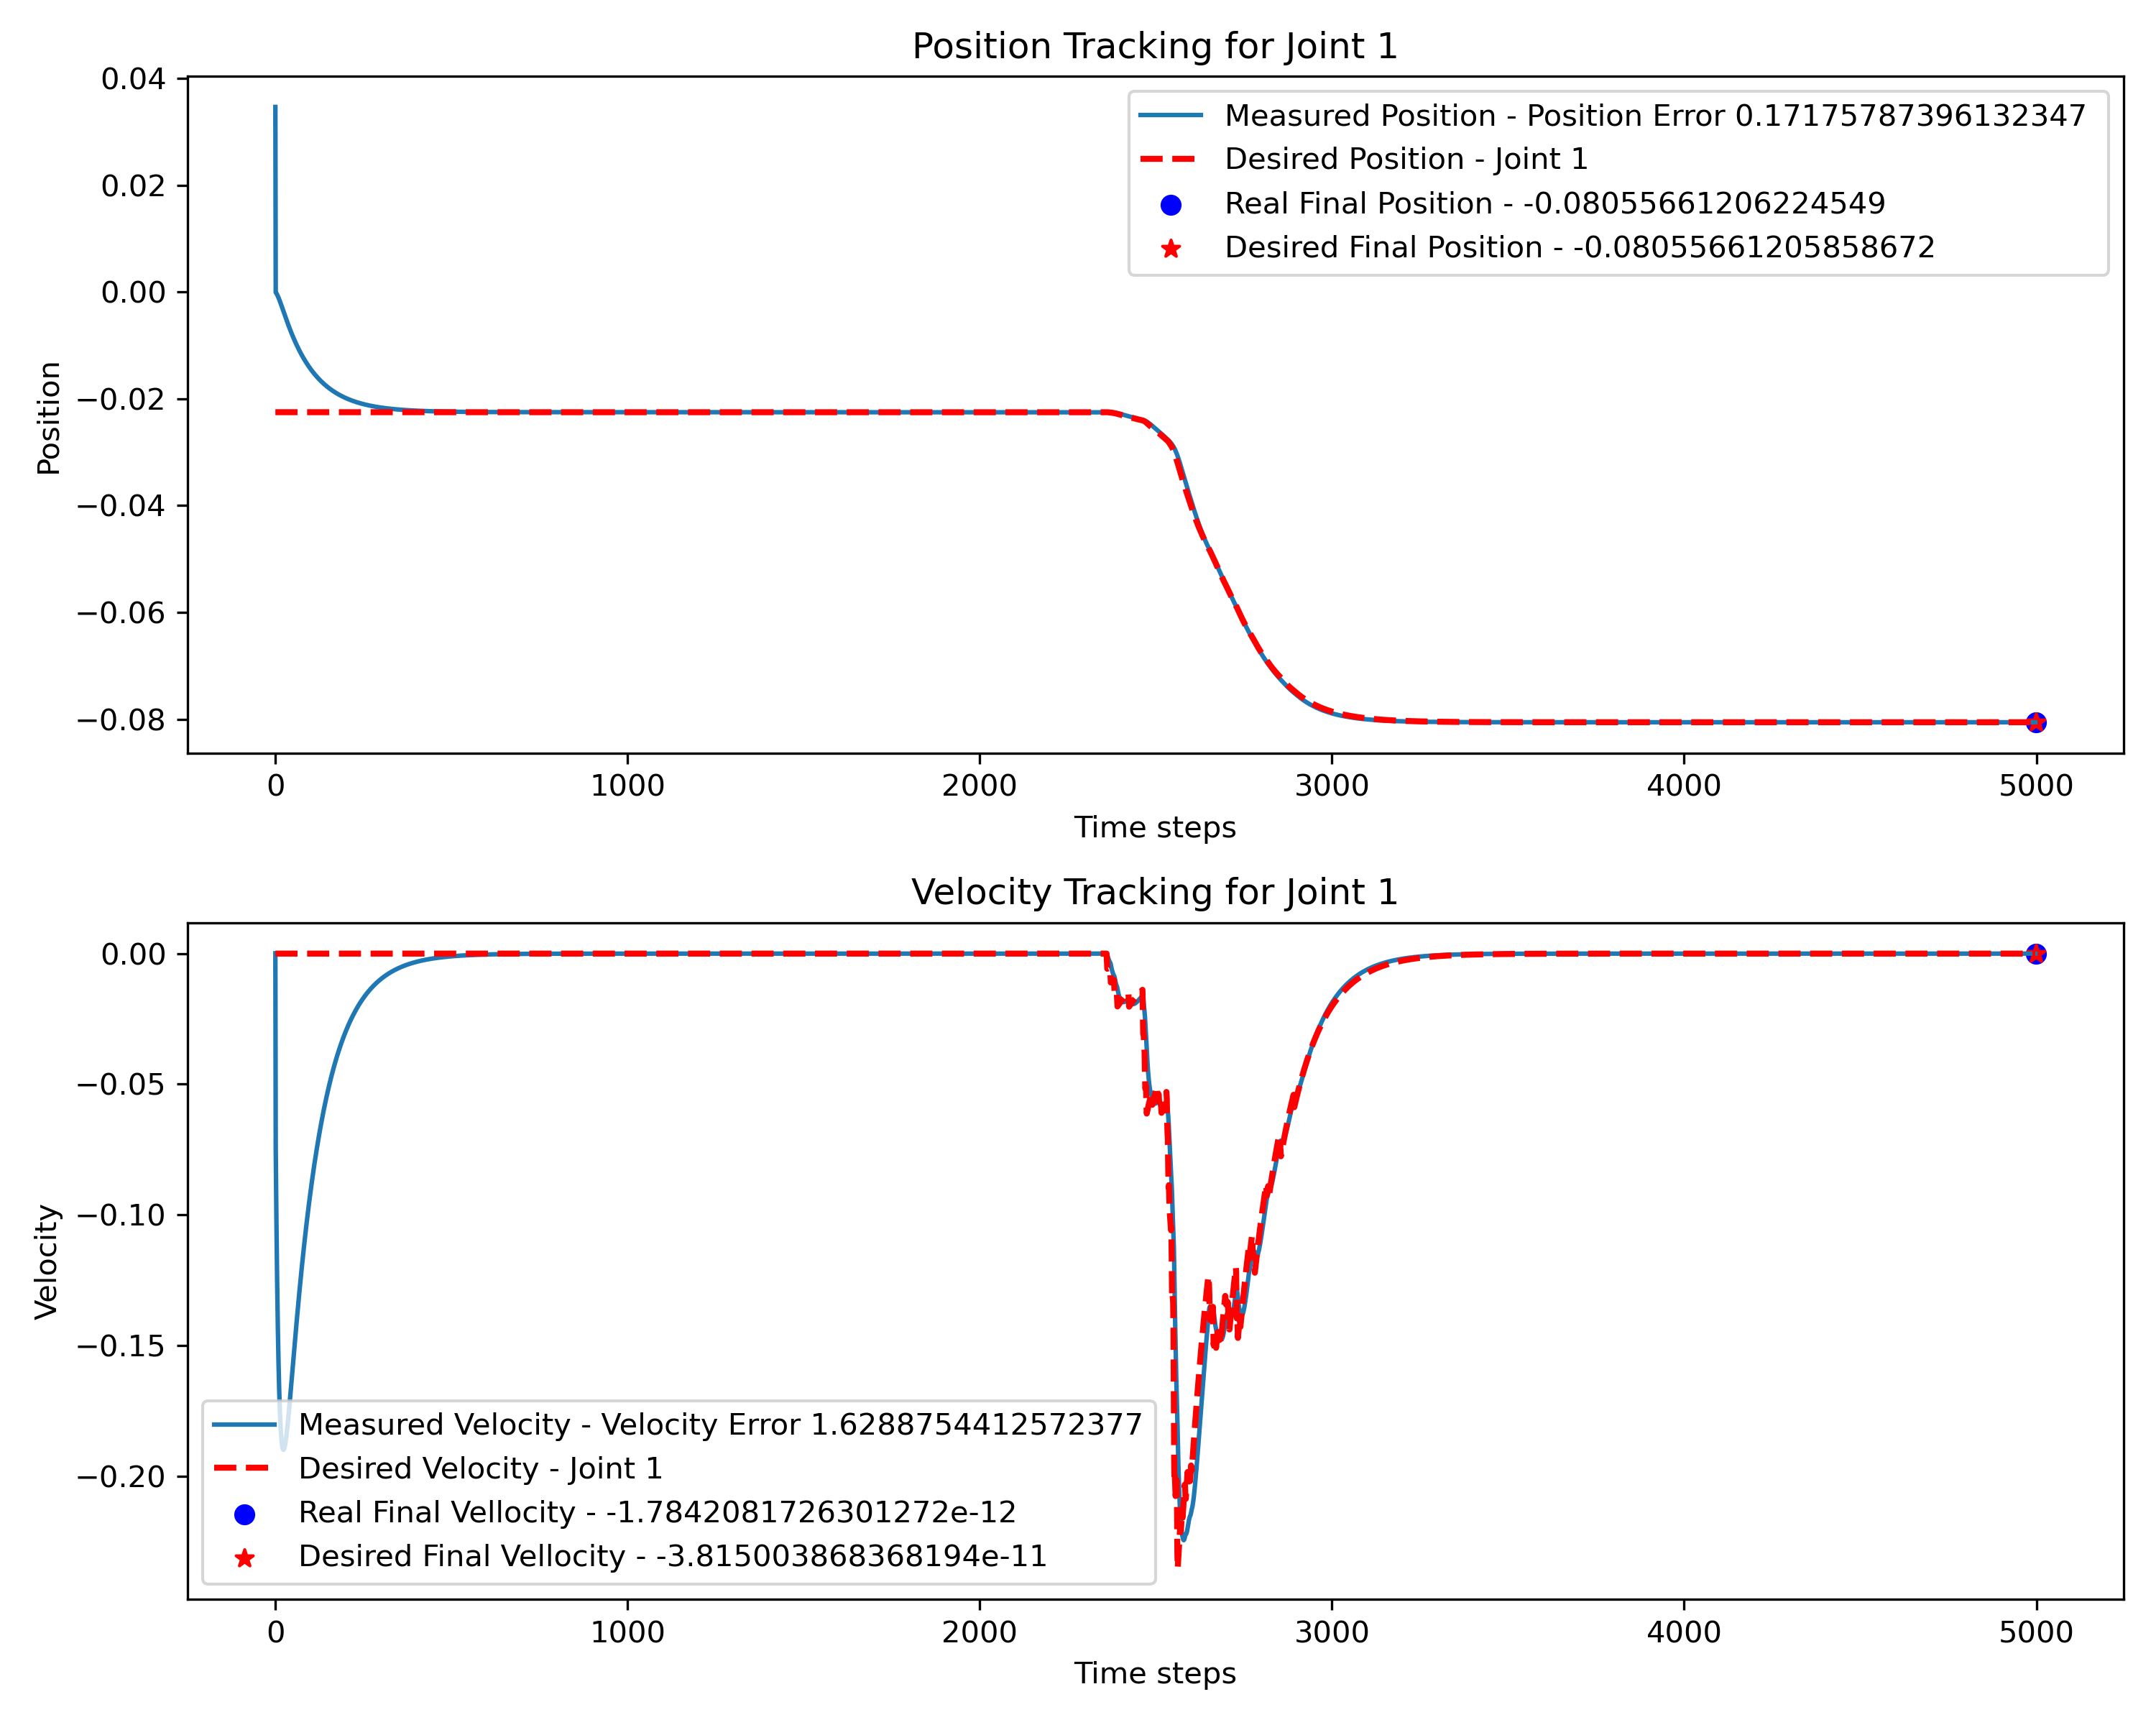 Position Tracking for Joint 1
0.04
0.02
0.00
−0.02
−0.04
−0.06
−0.08
Position
Measured Position - Position Error 0.17175787396132347
Desired Position - Joint 1
Real Final Position - -0.08055661206224549
Desired Final Position - -0.08055661205858672
0 1000 2000 3000 4000 5000
Time steps
Velocity Tracking for Joint 1
0.00
−0.05
−0.10
−0.15
−0.20
Velocity
Measured Velocity - Velocity Error 1.6288754412572377
Desired Velocity - Joint 1
Real Final Vellocity - -1.7842081726301272e-12
Desired Final Vellocity - -3.815003868368194e-11
0 1000 2000 3000 4000 5000
Time steps